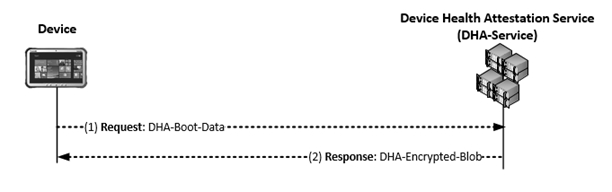 Device
Device Health Attestation Service
(DHA-Service)
(1) Request: DHA-Boot-Data
(2) Response: DHA-Encrypted-Blob